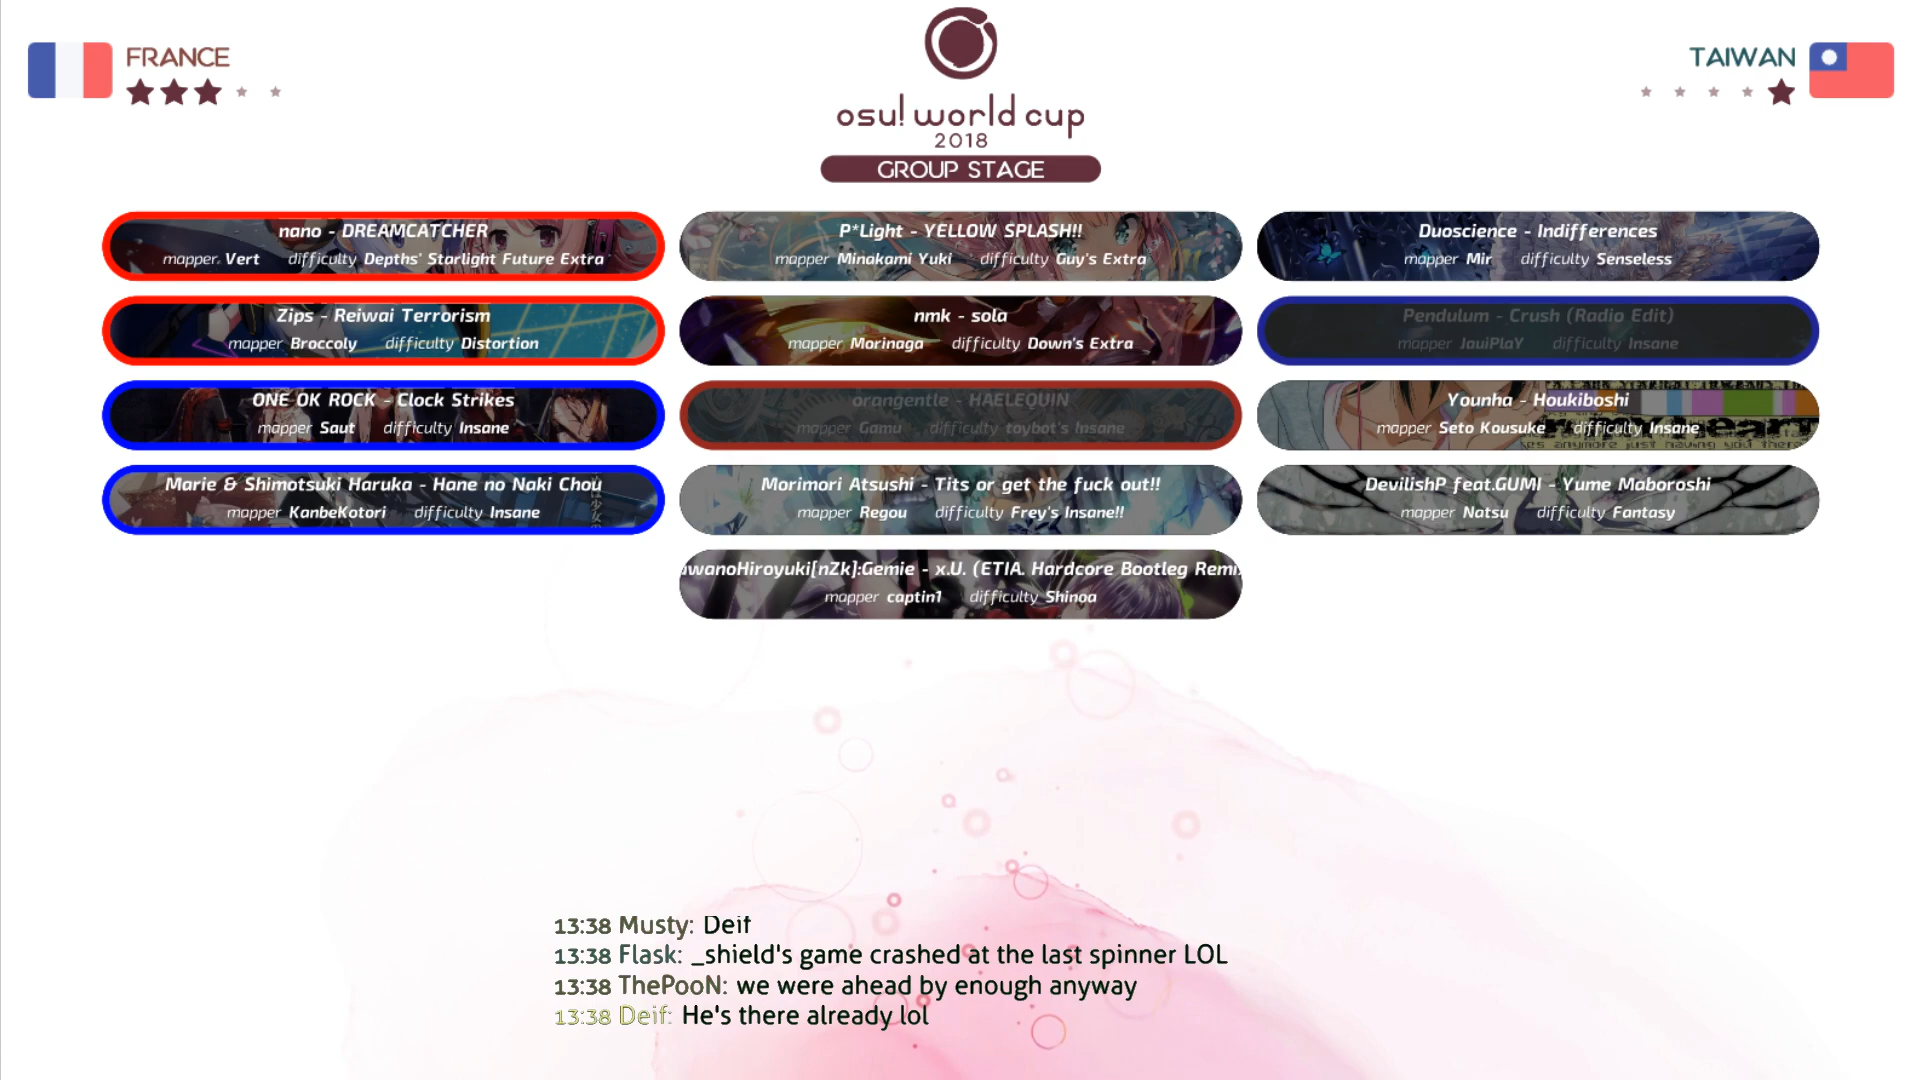 FRANCE
TAIWAN
osu! world cup
2018
GROUP STAGE
nano - DREAMCATCHER
mapper Vert difficulty Depths' Starlight Future Extra
P*Light - YELLOW SPLASH!!
mapper Minakami Yuki difficulty Guy's Extra
Duoscience - Indifferences
mapper Mir difficulty Senseless
Zips - Reiwai Terrorism
mapper Broccoly difficulty Distortion
nmk - sola
mapper Morinaga difficulty Down's Extra
Pendulum - Crush (Radio Edit)
mapper JauiPlaY difficulty Insane
ONE OK ROCK - Clock Strikes
mapper Saut difficulty Insane
orangentle - HAELEQUIN
mapper Gamu difficulty toybot's Insane
Younha - Houkiboshi
mapper Seto Kousuke difficulty Insane
Marie & Shimotsuki Haruka - Hane no Naki Chou
mapper KanbeKotori difficulty Insane
Morimori Atsushi - Tits or get the fuck out!!
mapper Regou difficulty Frey's Insane!!
DevilishP feat.GUMI - Yume Maboroshi
mapper Natsu difficulty Fantasy
wanoHiroyuki[nZk]:Gemie - x.U. (ETIA. Hardcore Bootleg Remi
mapper captin1 difficulty Shinoa
13:38 Musty: Deif
13:38 Flask: _shield's game crashed at the last spinner LOL
13:38 ThePooN: we were ahead by enough anyway
13:38 Deif: He's there already lol